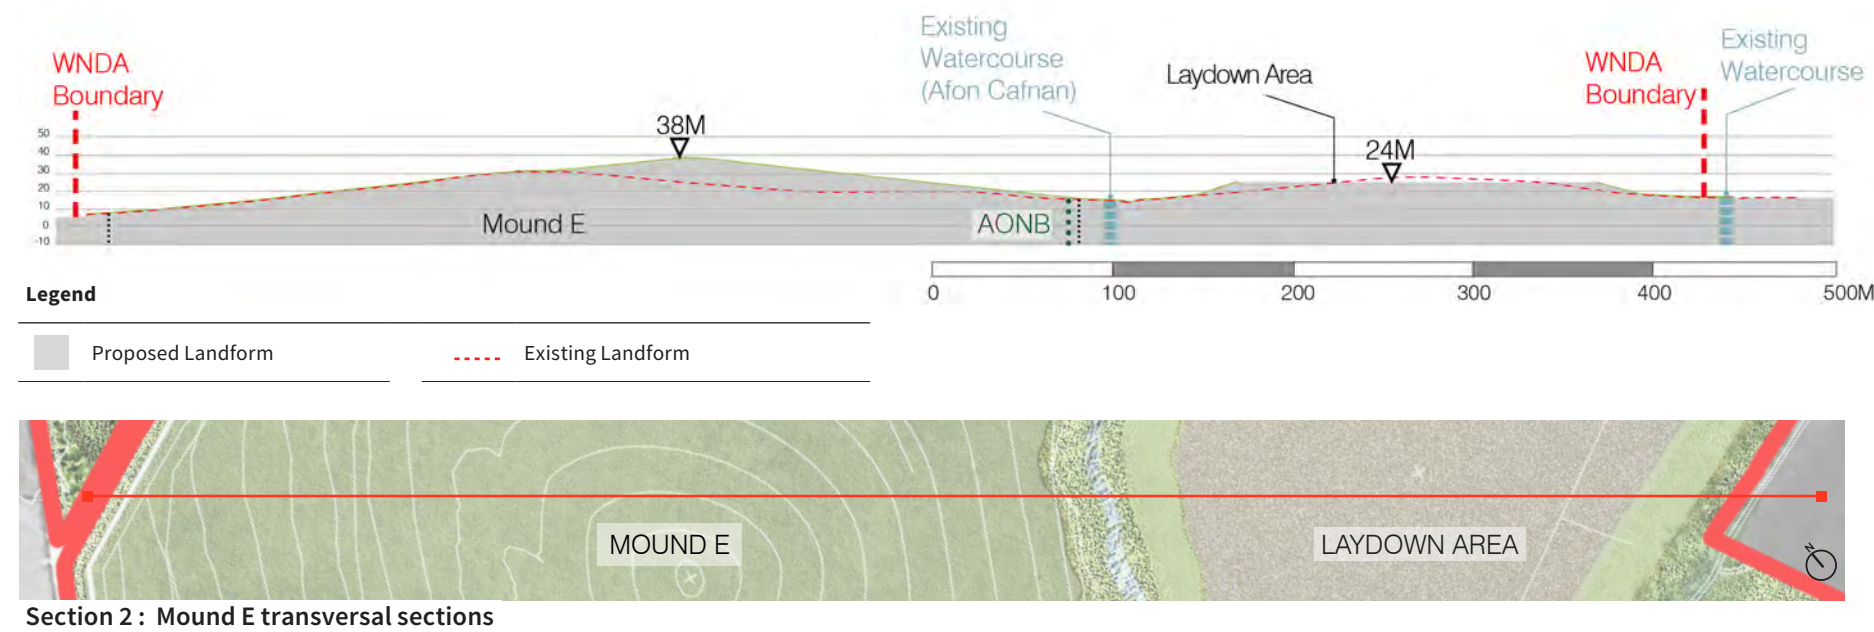 Existing
Watercourse
(Afon Cafnan)
Existing
Watercourse
WNDA
Boundary
Laydown Area
WNDA
Boundary
38M
24M
50
40
30
20
10
0
-10
Mound E
AONB
0 100 200 300 400 500M
Legend
Proposed Landform
Existing Landform
MOUND E
LAYDOWN AREA
N
Section 2 : Mound E transversal sections